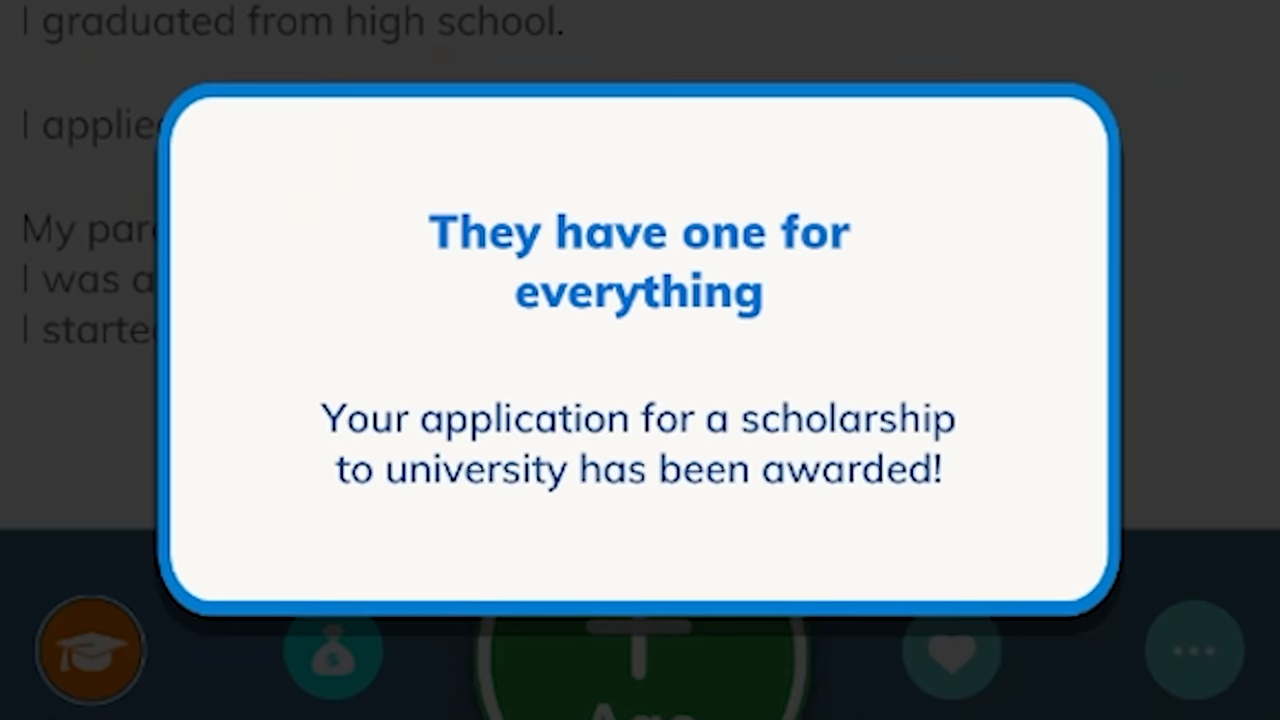 I graduated from high school.
I applie
My par
I was a
I starte
They have one for
everything
Your application for a scholarship
to university has been awarded!
Age